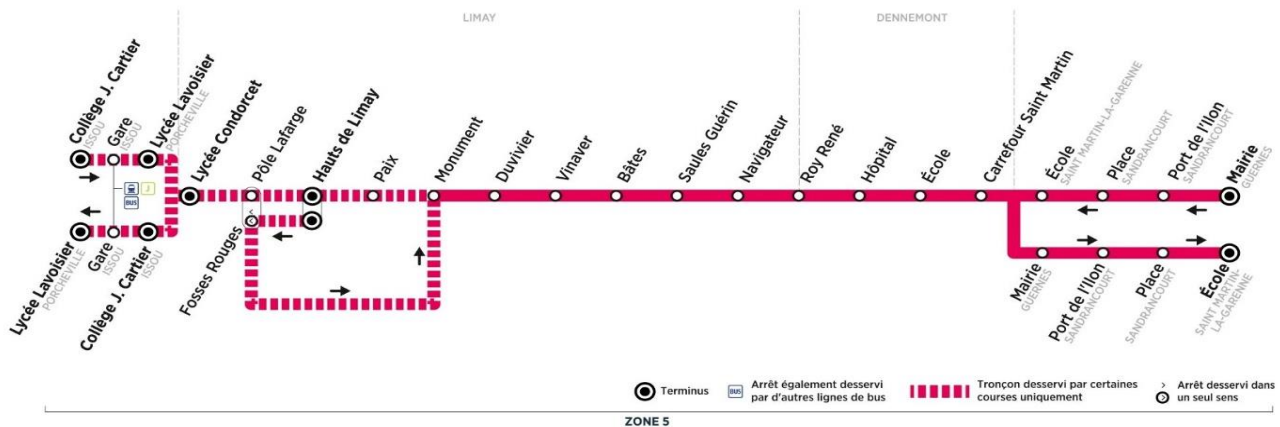 LIMAY
DENNEMONT
Collège J. Cartier
ISSOU
Gare
ISSOU
Lycée Lavoisier
PORCHEVILLE
Lycée Condorcet
Pôle Lafarge
Hauts de Limay
Paix
Monument
Duvivier
Vinaver
Bâtes
Saules Guérin
Navigateur
Roy René
Hôpital
École
Carrefour Saint Martin
École
SAINT MARTIN-LA-GARENNE
Place
SANDRANCOURT
Port de l'Ilon
SANDRANCOURT
Mairie
GUERNES
J
BUS
Lycée Lavoisier
PORCHEVILLE
Gare
ISSOU
Collège J. Cartier
ISSOU
Fosses Rouges
Mairie
GUERNES
Port de l'Ilon
SANDRANCOURT
Place
SANDRANCOURT
École
SAINT MARTIN-
LA-GARENNE
Terminus
BUS
Arrêt également desservi
par d'autres lignes de bus
Tronçon desservi par certaines
courses uniquement
Arrêt desservi dans
un seul sens
ZONE 5